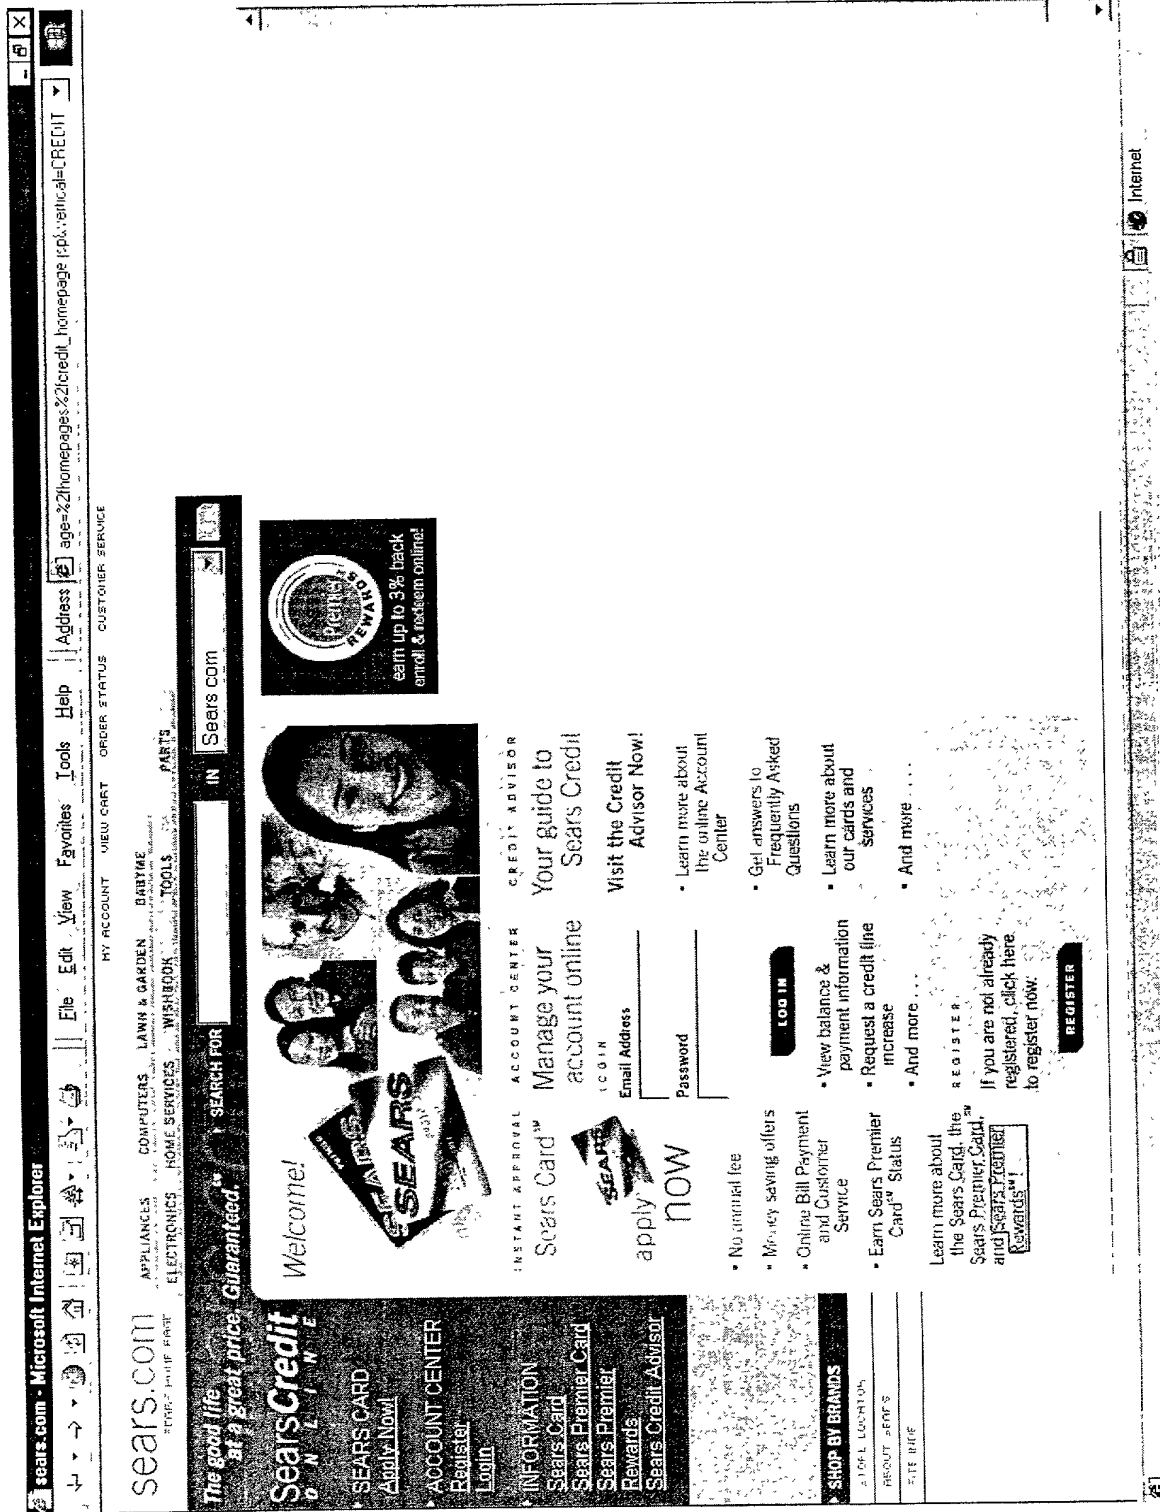 sears.com - Microsoft Internet Explorer
File Edit View Favorites Tools Help
Address age=%2fhomepages%2fcredit_homepage.jsp&vertical=CREDIT
MY ACCOUNT VIEW CART ORDER STATUS CUSTOMER SERVICE
sears.com
APPLIANCES COMPUTERS LAWN & GARDEN BABYME
ELECTRONICS HOME SERVICES WISHBOOK TOOLS PARTS
The good life
at a great price. Guaranteed.℠
SEARCH FOR IN Sears com
SearsCredit
ONLINE
SEARS CARD
Apply Now!
ACCOUNT CENTER
Register
Login
INFORMATION
Sears Card
Sears Premier Card
Sears Premier
Rewards
Sears Credit Advisor
SHOP BY BRANDS
ABOUT SEARS
Welcome!
SEARS
Premier
REWARDS
earn up to 3% back
enroll & redeem online!
INSTANT APPROVAL
Sears Card℠
SEARS
apply
now
• No annual fee
• Money saving offers
• Online Bill Payment
and Customer
Service
• Earn Sears Premier
Card℠ Status
Learn more about
the Sears Card, the
Sears Premier Card,℠
and Sears Premier
Rewards℠!
ACCOUNT CENTER
Manage your
account online
LOGIN
Email Address
Password
LOG IN
• View balance &
payment information
• Request a credit line
increase
• And more . . .
REGISTER
If you are not already
registered, click here
to register now.
REGISTER
CREDIT ADVISOR
Your guide to
Sears Credit
Visit the Credit
Advisor Now!
• Learn more about
the online Account
Center
• Get answers to
Frequently Asked
Questions
• Learn more about
our cards and
services
• And more . . . .
Internet